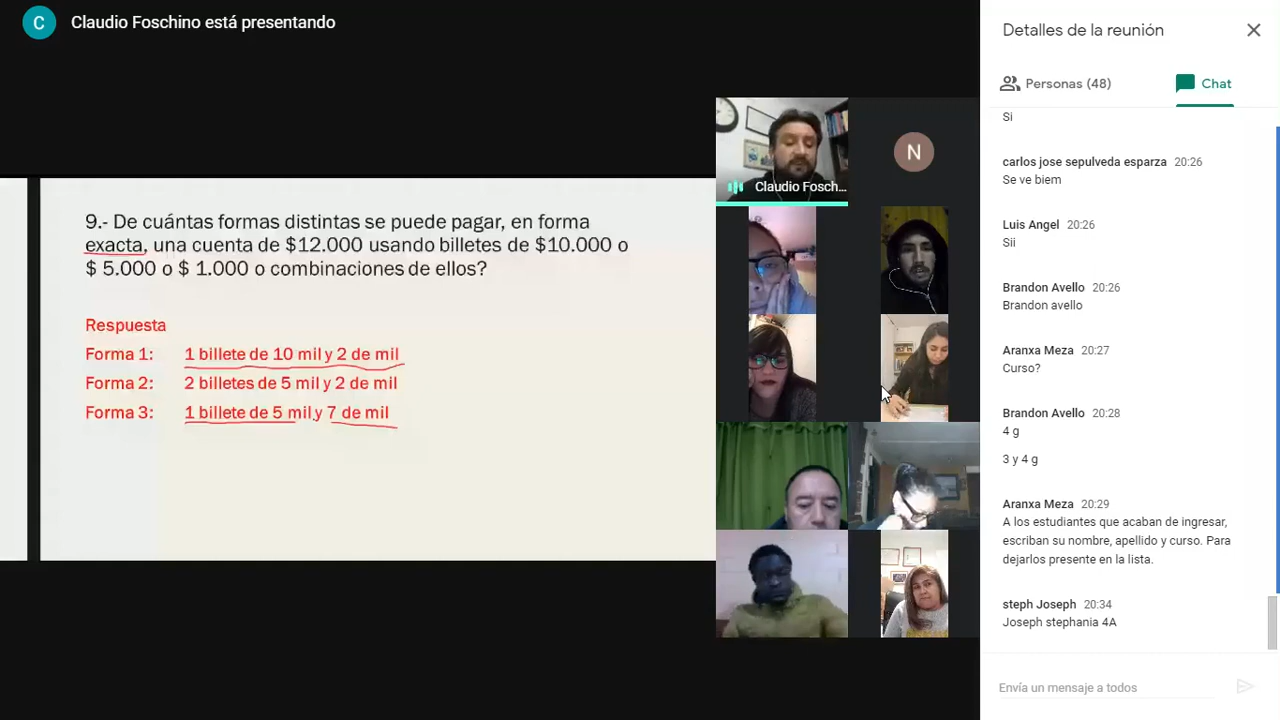 C
Claudio Foschino está presentando
9.- De cuántas formas distintas se puede pagar, en forma
exacta, una cuenta de $12.000 usando billetes de $10.000 o
$ 5.000 o $ 1.000 o combinaciones de ellos?
Respuesta
Forma 1: 1 billete de 10 mil y 2 de mil
Forma 2: 2 billetes de 5 mil y 2 de mil
Forma 3: 1 billete de 5 mil y 7 de mil
Claudio Fosch...
N
Detalles de la reunión
Personas (48)
Chat
Si
carlos jose sepulveda esparza 20:26
Se ve biem
Luis Angel 20:26
Sii
Brandon Avello 20:26
Brandon avello
Aranxa Meza 20:27
Curso?
Brandon Avello 20:28
4 g
3 y 4 g
Aranxa Meza 20:29
A los estudiantes que acaban de ingresar,
escriban su nombre, apellido y curso. Para
dejarlos presente en la lista.
steph Joseph 20:34
Joseph stephania 4A
Envía un mensaje a todos